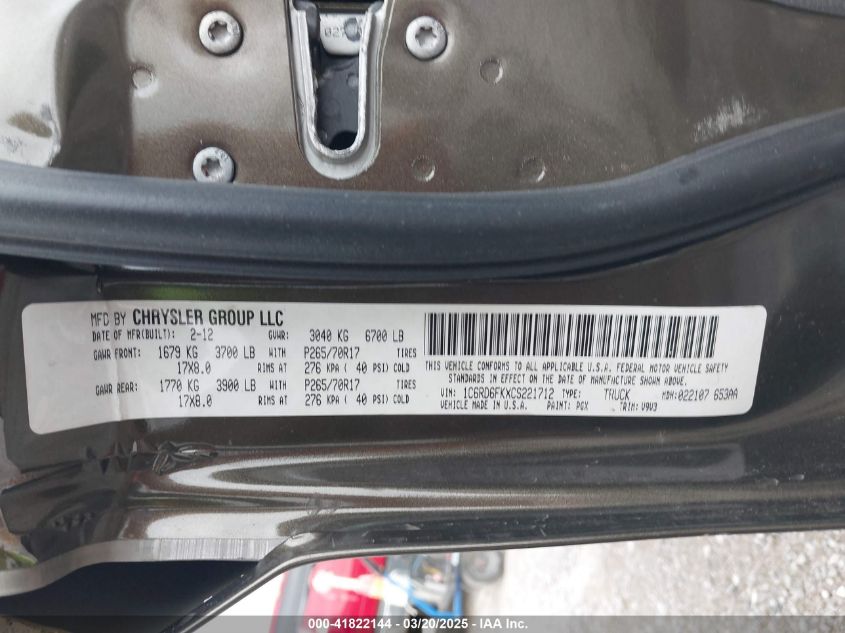 027
MFD BY CHRYSLER GROUP LLC
DATE OF MFR(BUILT): 2-12 GVWR: 3040 KG 6700 LB
GAWR FRONT: 1679 KG 3700 LB WITH P265/70R17 TIRES
17X8.0 RIMS AT 276 KPA ( 40 PSI) COLD
GAWR REAR: 1770 KG 3900 LB WITH P265/70R17 TIRES
17X8.0 RIMS AT 276 KPA ( 40 PSI) COLD
THIS VEHICLE CONFORMS TO ALL APPLICABLE U.S.A. FEDERAL MOTOR VEHICLE SAFETY
STANDARDS IN EFFECT ON THE DATE OF MANUFACTURE SHOWN ABOVE.
VIN: 1C6RD6FKXCS221712 TYPE: TRUCK MDH:022107 653AA
VEHICLE MADE IN U.S.A. PAINT: PGX TRIM: V9V3
000-41822144 - 03/20/2025 - IAA Inc.